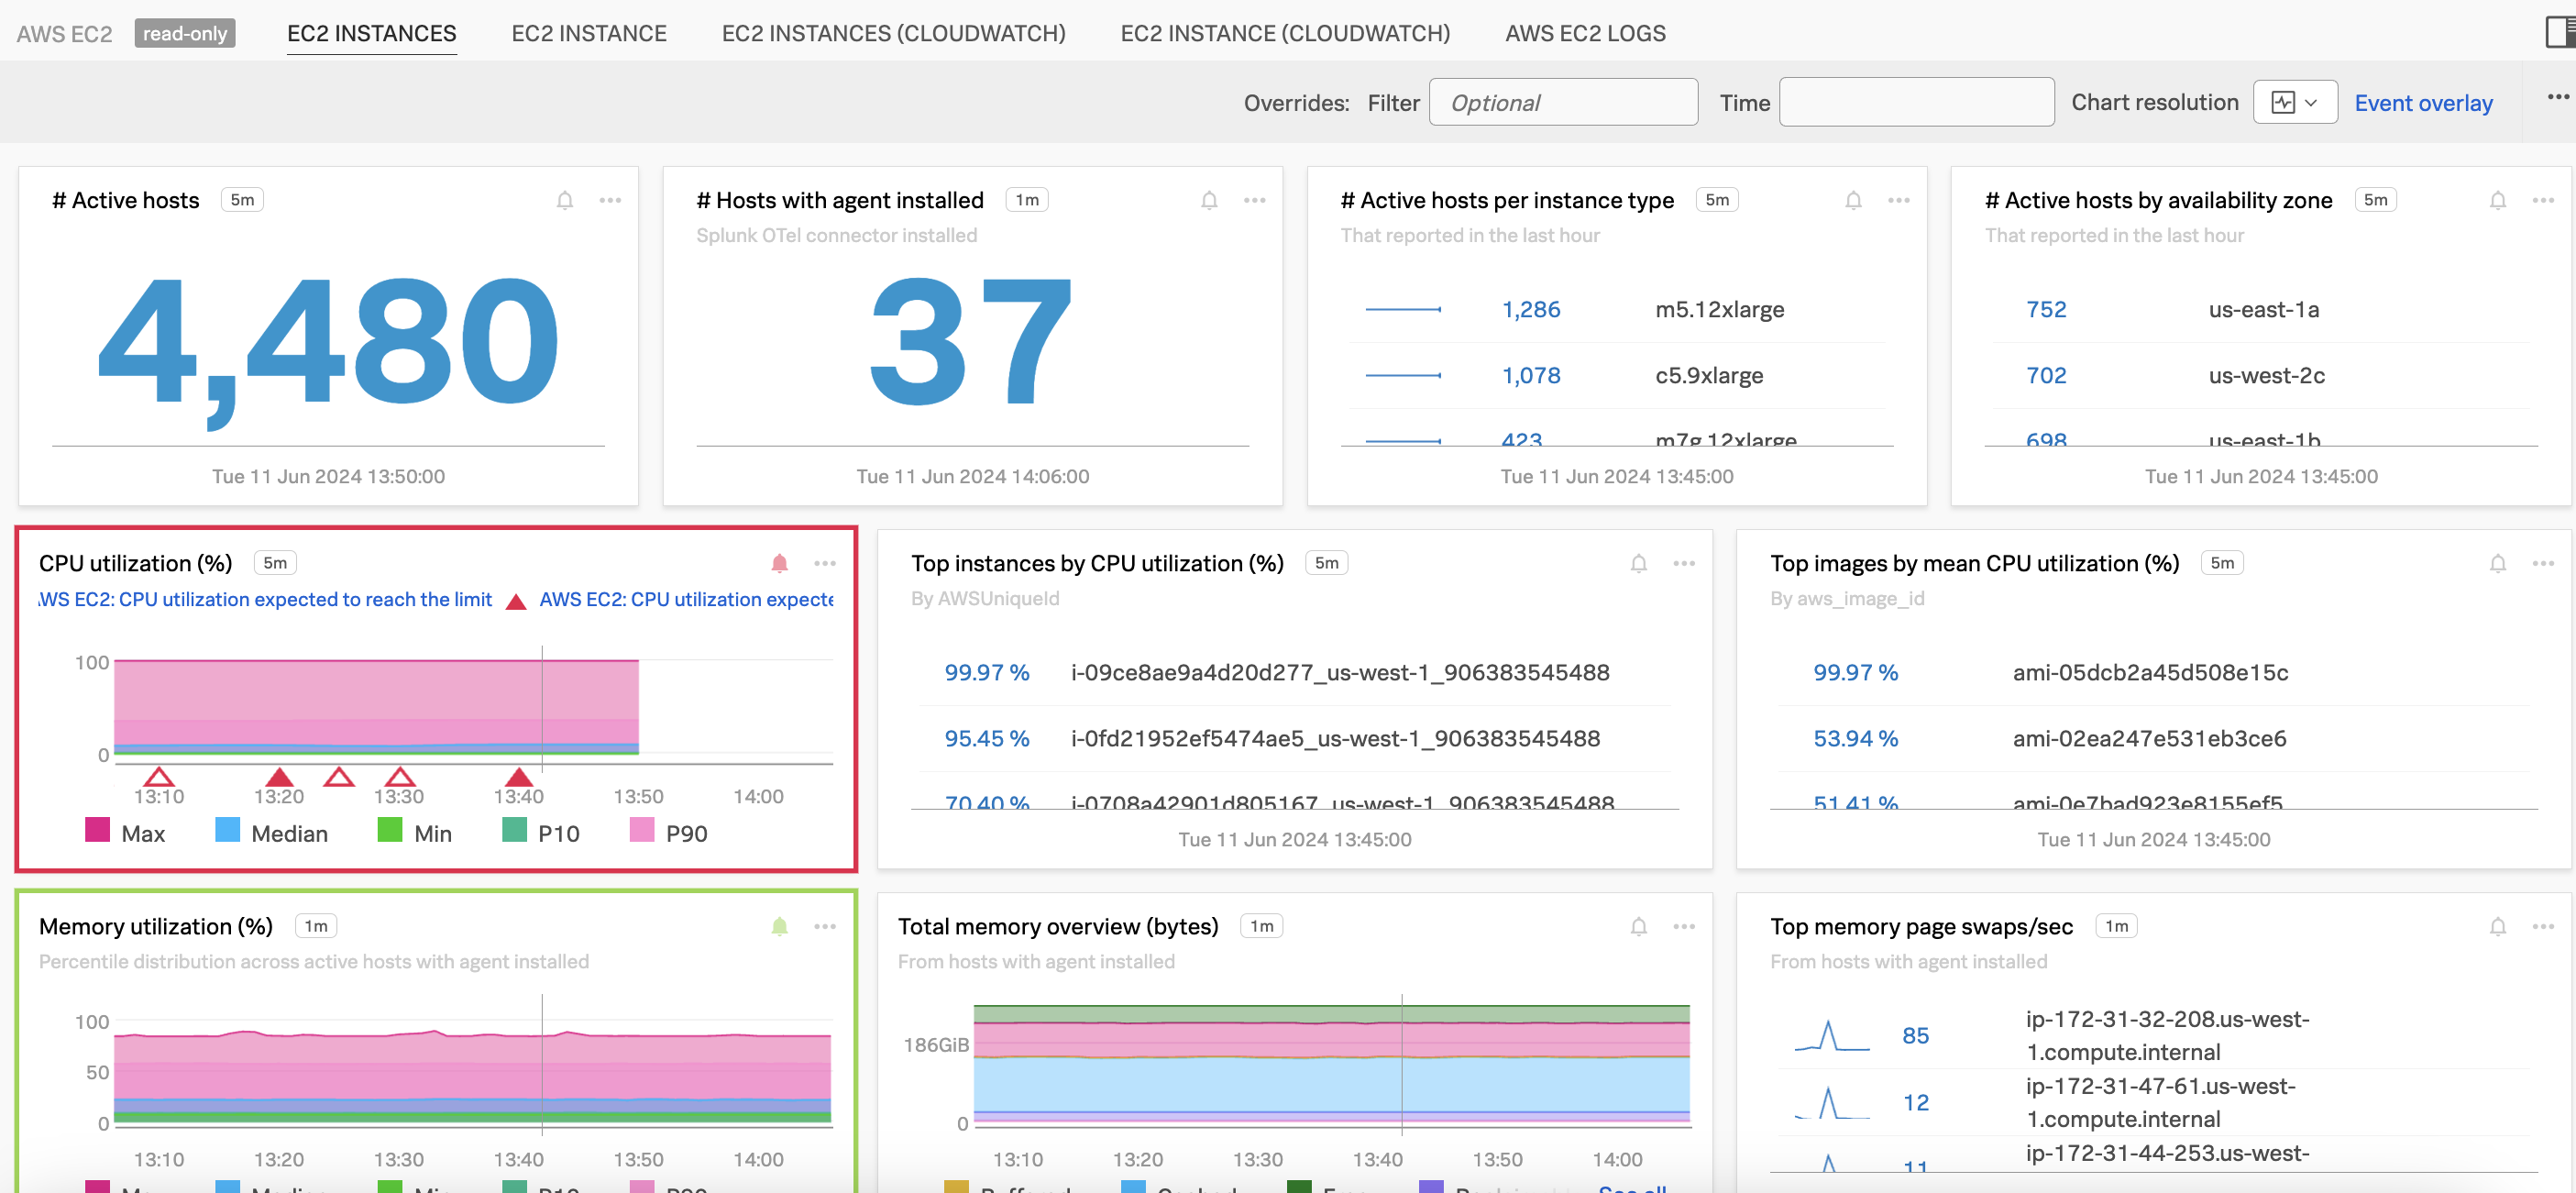 AWS EC2 read-only EC2 INSTANCES EC2 INSTANCE EC2 INSTANCES (CLOUDWATCH) EC2 INSTANCE (CLOUDWATCH) AWS EC2 LOGS
Overrides: Filter Optional Time Chart resolution Event overlay
# Active hosts 5m
4,480
Tue 11 Jun 2024 13:50:00
# Hosts with agent installed 1m
Splunk OTel connector installed
37
Tue 11 Jun 2024 14:06:00
# Active hosts per instance type 5m
That reported in the last hour
1,286 m5.12xlarge
1,078 c5.9xlarge
423 m7g.12xlarge
Tue 11 Jun 2024 13:45:00
# Active hosts by availability zone 5m
That reported in the last hour
752 us-east-1a
702 us-west-2c
698 us-east-1b
Tue 11 Jun 2024 13:45:00
CPU utilization (%) 5m
WS EC2: CPU utilization expected to reach the limit AWS EC2: CPU utilization expecte
100
0
13:10 13:20 13:30 13:40 13:50 14:00
Max Median Min P10 P90
Top instances by CPU utilization (%) 5m
By AWSUniqueId
99.97 % i-09ce8ae9a4d20d277_us-west-1_906383545488
95.45 % i-0fd21952ef5474ae5_us-west-1_906383545488
70.40 % i-0708a42901d805167_us-west-1_906383545488
Tue 11 Jun 2024 13:45:00
Top images by mean CPU utilization (%) 5m
By aws_image_id
99.97 % ami-05dcb2a45d508e15c
53.94 % ami-02ea247e531eb3ce6
51.41 % ami-0e7bad923e8155ef5
Tue 11 Jun 2024 13:45:00
Memory utilization (%) 1m
Percentile distribution across active hosts with agent installed
100
50
0
13:10 13:20 13:30 13:40 13:50 14:00
Max Median Min P10 P90
Total memory overview (bytes) 1m
From hosts with agent installed
186GiB
0
13:10 13:20 13:30 13:40 13:50 14:00
Buffered Cached Free See all
Top memory page swaps/sec 1m
From hosts with agent installed
85 ip-172-31-32-208.us-west-
1.compute.internal
12 ip-172-31-47-61.us-west-
1.compute.internal
11 ip-172-31-44-253.us-west-